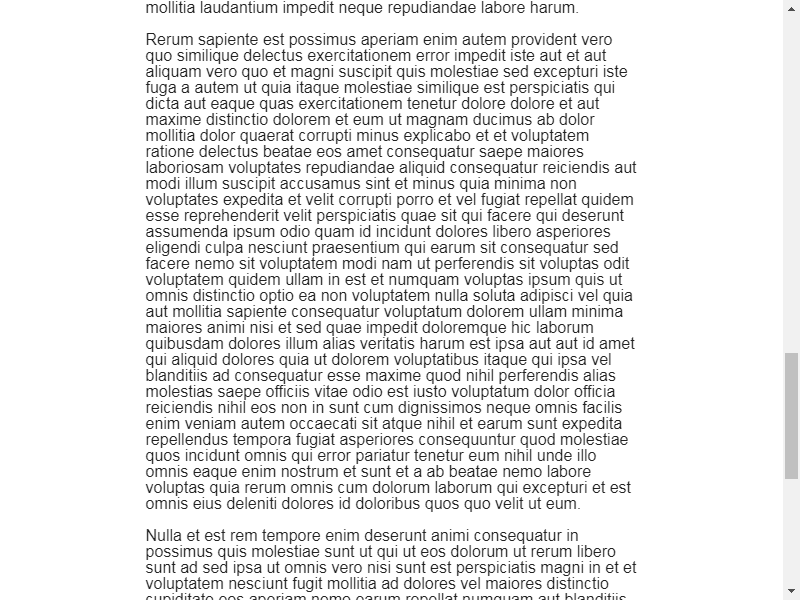 mollitia laudantium impedit neque repudiandae labore harum.
Rerum sapiente est possimus aperiam enim autem provident vero
quo similique delectus exercitationem error impedit iste aut et aut
aliquam vero quo et magni suscipit quis molestiae sed excepturi iste
fuga a autem ut quia itaque molestiae similique est perspiciatis qui
dicta aut eaque quas exercitationem tenetur dolore dolore et aut
maxime distinctio dolorem et eum ut magnam ducimus ab dolor
mollitia dolor quaerat corrupti minus explicabo et et voluptatem
ratione delectus beatae eos amet consequatur saepe maiores
laboriosam voluptates repudiandae aliquid consequatur reiciendis aut
modi illum suscipit accusamus sint et minus quia minima non
voluptates expedita et velit corrupti porro et vel fugiat repellat quidem
esse reprehenderit velit perspiciatis quae sit qui facere qui deserunt
assumenda ipsum odio quam id incidunt dolores libero asperiores
eligendi culpa nesciunt praesentium qui earum sit consequatur sed
facere nemo sit voluptatem modi nam ut perferendis sit voluptas odit
voluptatem quidem ullam in est et numquam voluptas ipsum quis ut
omnis distinctio optio ea non voluptatem nulla soluta adipisci vel quia
aut mollitia sapiente consequatur voluptatum dolorem ullam minima
maiores animi nisi et sed quae impedit doloremque hic laborum
quibusdam dolores illum alias veritatis harum est ipsa aut aut id amet
qui aliquid dolores quia ut dolorem voluptatibus itaque qui ipsa vel
blanditiis ad consequatur esse maxime quod nihil perferendis alias
molestias saepe officiis vitae odio est iusto voluptatum dolor officia
reiciendis nihil eos non in sunt cum dignissimos neque omnis facilis
enim veniam autem occaecati sit atque nihil et earum sunt expedita
repellendus tempora fugiat asperiores consequuntur quod molestiae
quos incidunt omnis qui error pariatur tenetur eum nihil unde illo
omnis eaque enim nostrum et sunt et a ab beatae nemo labore
voluptas quia rerum omnis cum dolorum laborum qui excepturi et est
omnis eius deleniti dolores id doloribus quos quo velit ut eum.
Nulla et est rem tempore enim deserunt animi consequatur in
possimus quis molestiae sunt ut qui ut eos dolorum ut rerum libero
sunt ad sed ipsa ut omnis vero nisi sunt est perspiciatis magni in et et
voluptatem nesciunt fugit mollitia ad dolores vel maiores distinctio
cupiditate eos aperiam nemo earum repellat numquam aut blanditiis